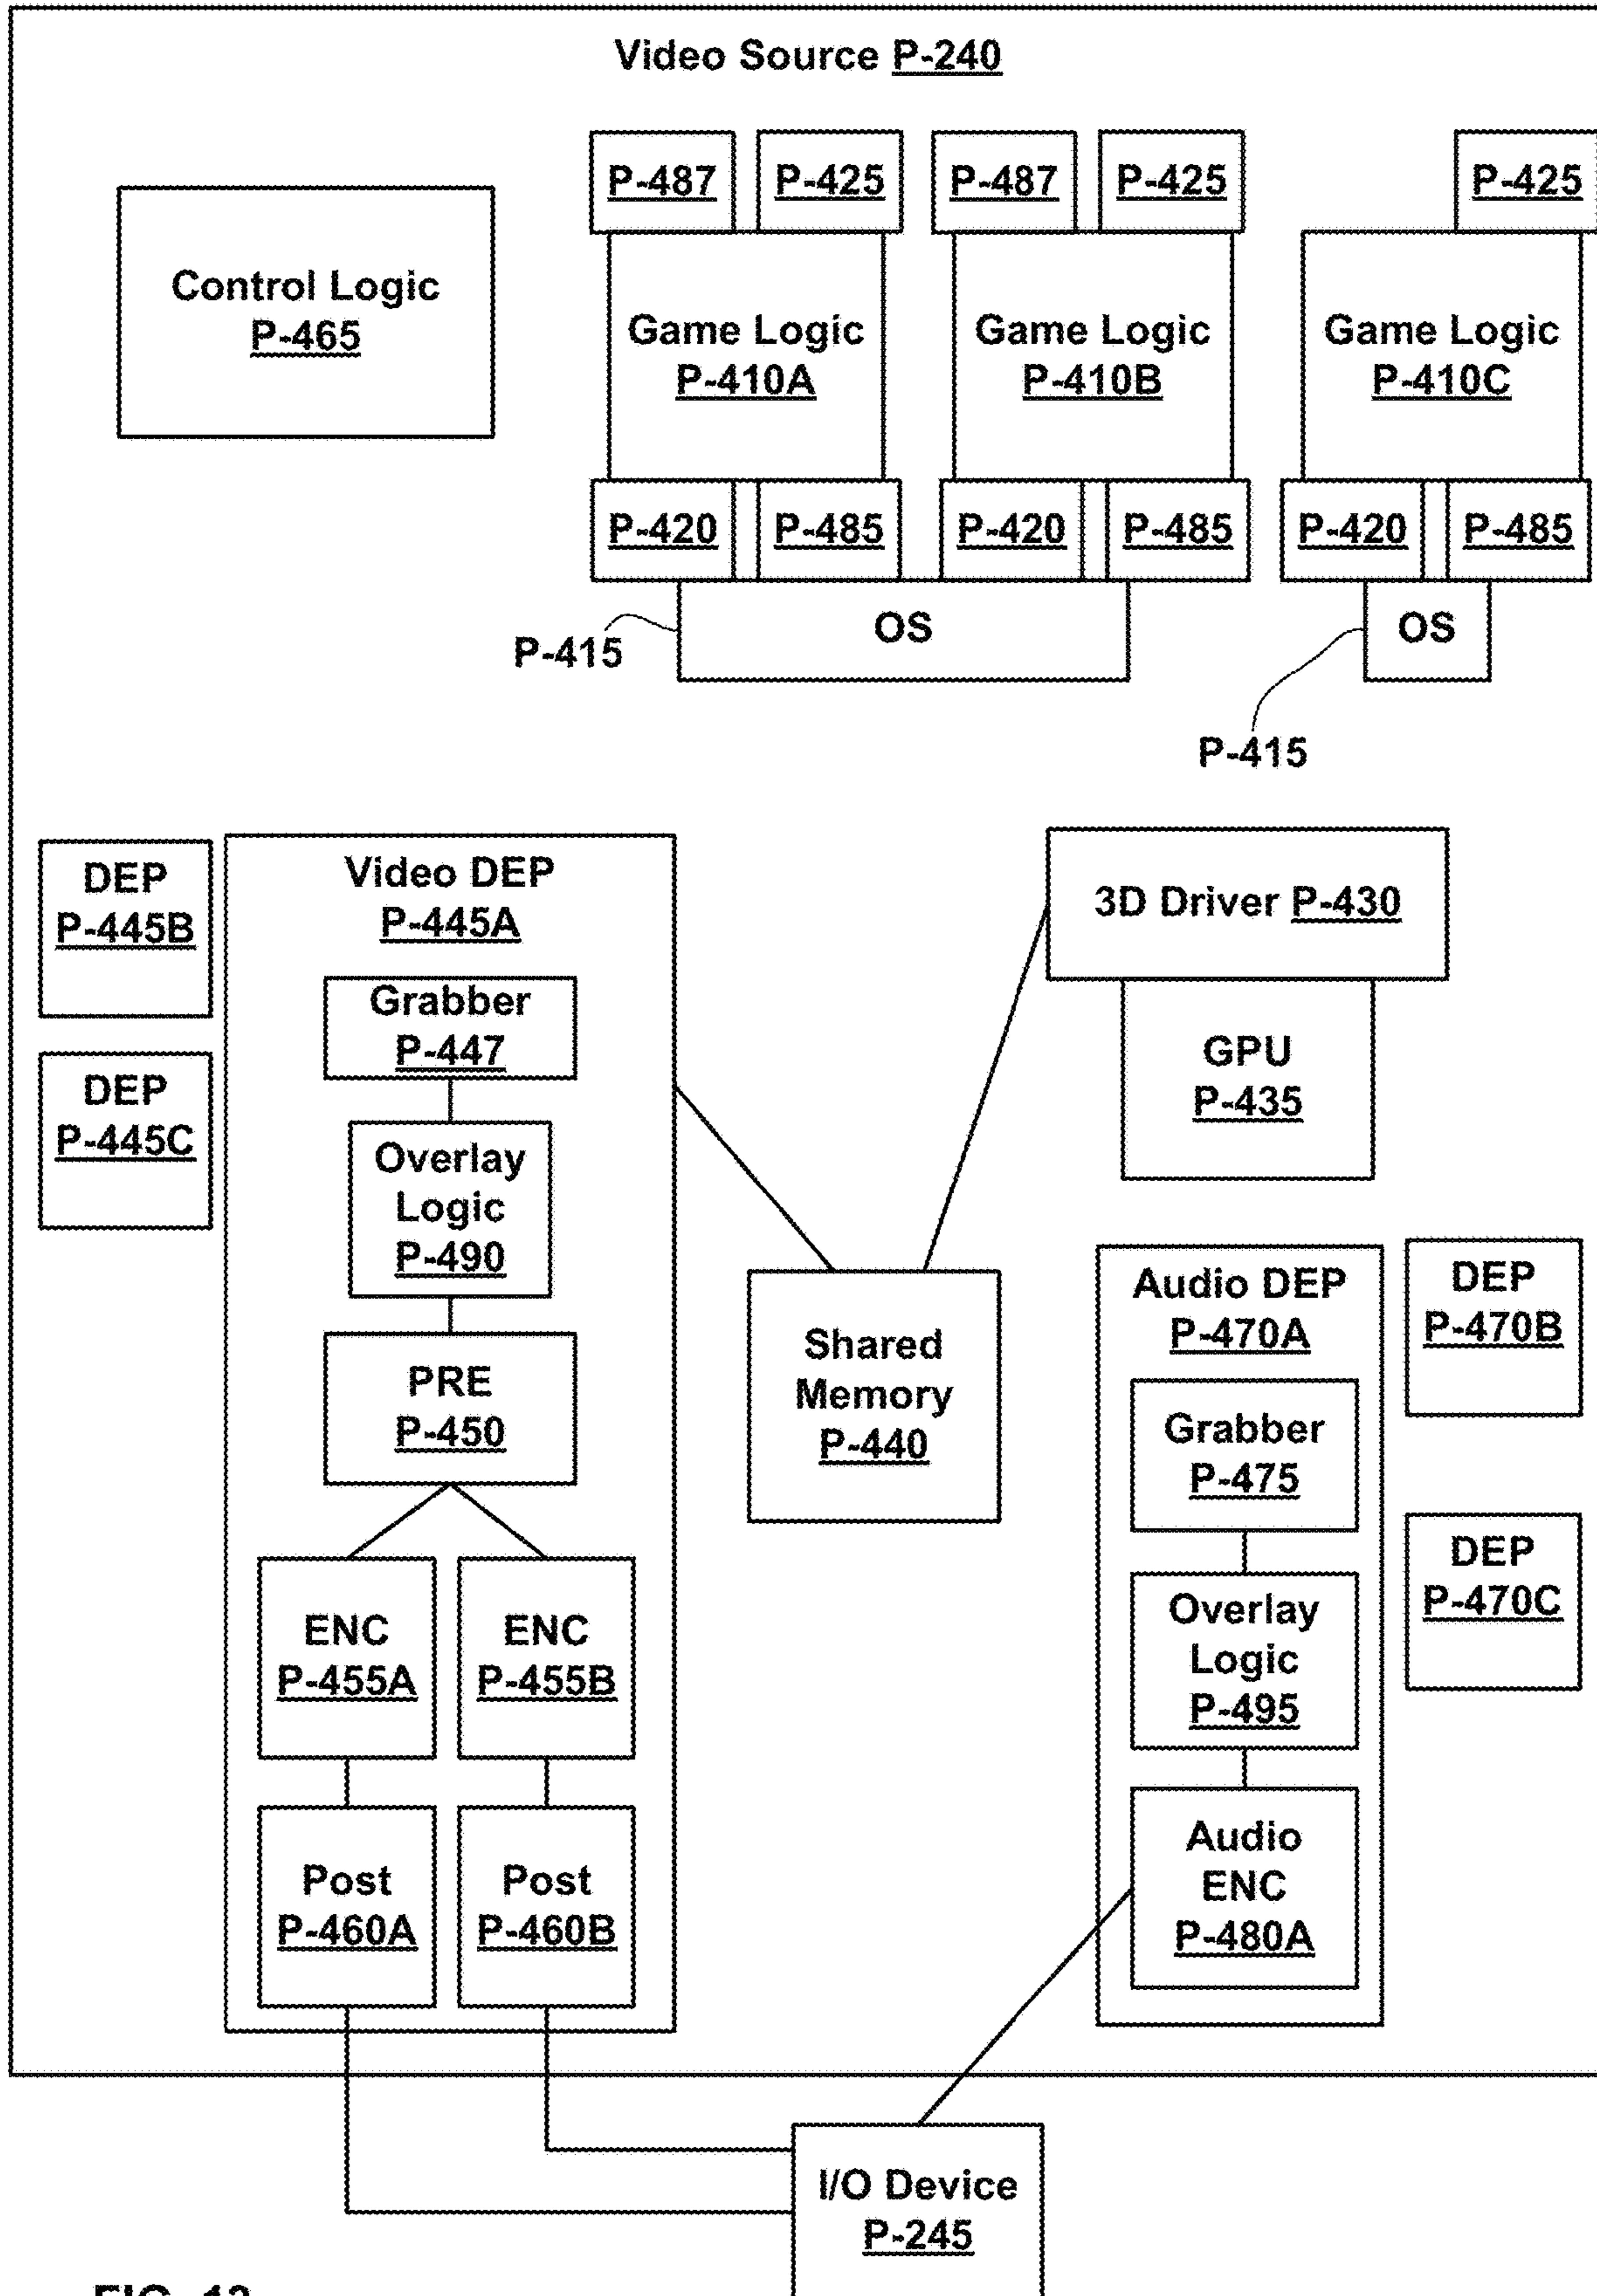 Video Source P-240
P-487
P-425
P-487
P-425
P-425
Control Logic
P-465
Game Logic
P-410A
Game Logic
P-410B
Game Logic
P-410C
P-420
P-485
P-420
P-485
P-420
P-485
OS
P-415
OS
P-415
DEP
P-445B
DEP
P-445C
Video DEP
P-445A
Grabber
P-447
Overlay
Logic
P-490
PRE
P-450
ENC
P-455A
ENC
P-455B
Post
P-460A
Post
P-460B
3D Driver P-430
GPU
P-435
Shared
Memory
P-440
Audio DEP
P-470A
Grabber
P-475
Overlay
Logic
P-495
Audio
ENC
P-480A
DEP
P-470B
DEP
P-470C
I/O Device
P-245